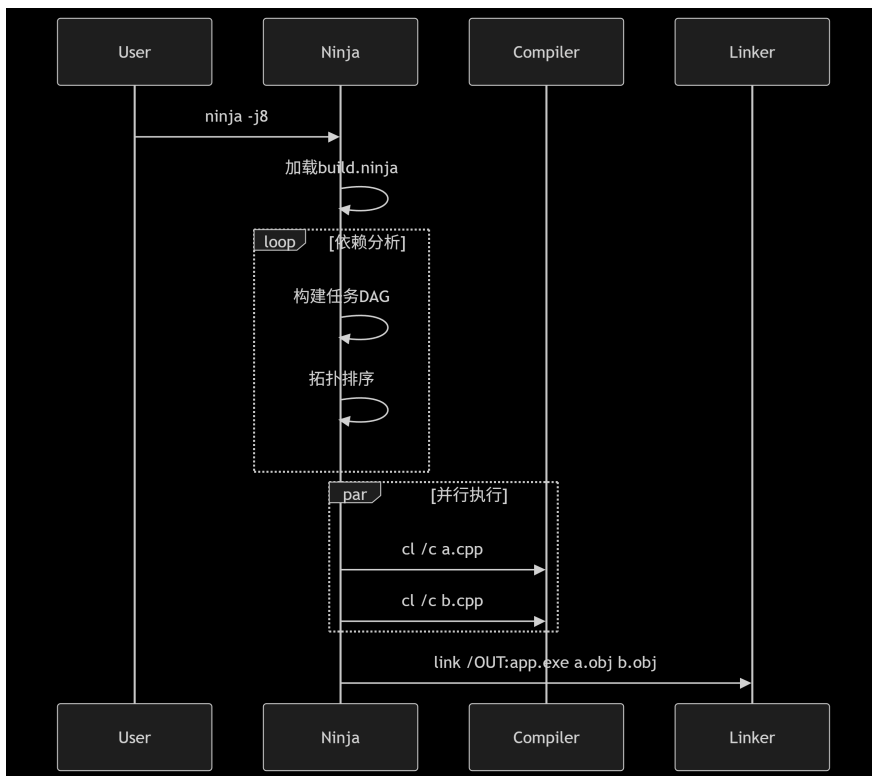 User
Ninja
Compiler
Linker
ninja -j8
加载build.ninja
loop
[依赖分析]
构建任务DAG
拓扑排序
par
[并行执行]
cl /c a.cpp
cl /c b.cpp
link /OUT:app.exe a.obj b.obj
User
Ninja
Compiler
Linker